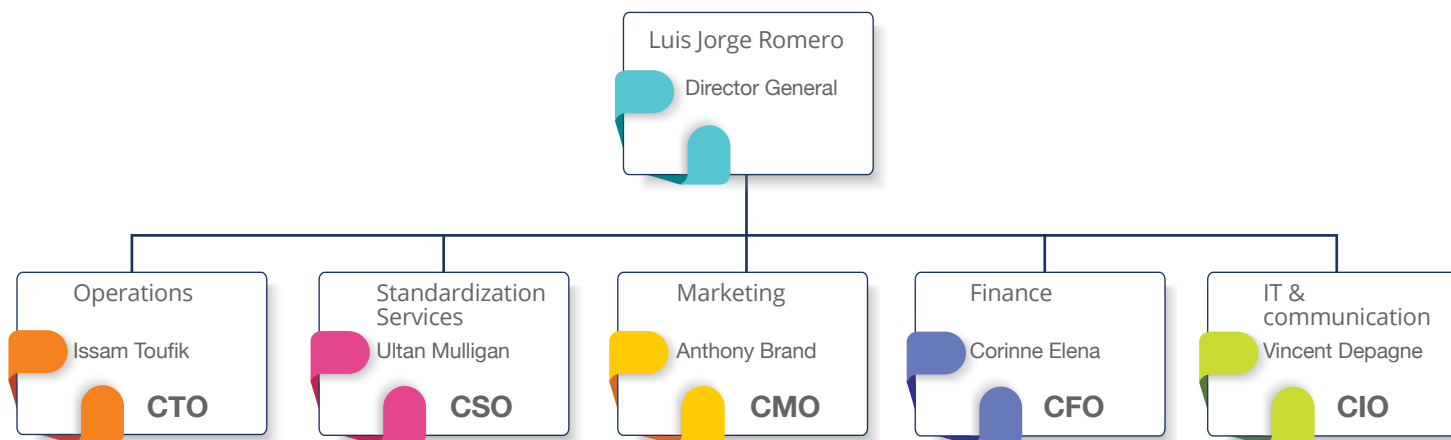 Luis Jorge Romero
Director General
Operations
Issam Toufik
CTO
Standardization
Services
Ultan Mulligan
CSO
Marketing
Anthony Brand
CMO
Finance
Corinne Elena
CFO
IT &
communication
Vincent Depagne
CIO